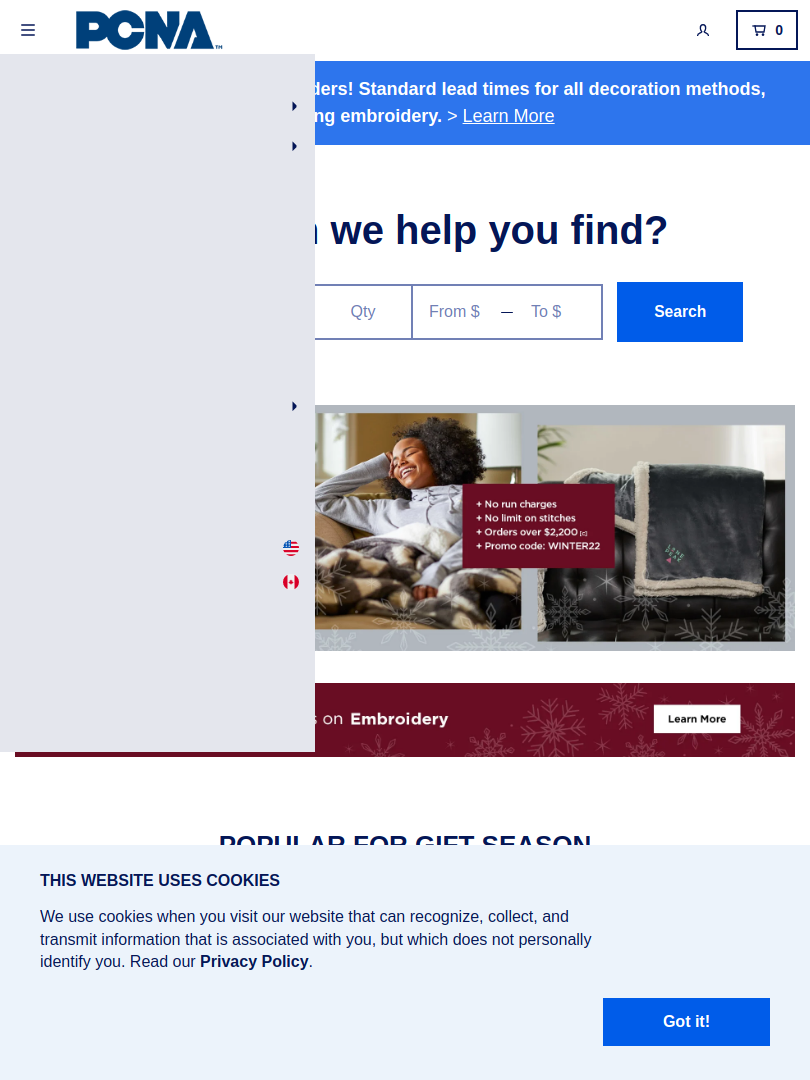 PCNA™
0
ders! Standard lead times for all decoration methods,
ng embroidery. > Learn More
we help you find?
Qty
From $
To $
Search
+ No run charges
+ No limit on stitches
+ Orders over $2,200 [C]
+ Promo code: WINTER22
s on Embroidery
Learn More
POPULAR FOR GIFT SEASON
THIS WEBSITE USES COOKIES
We use cookies when you visit our website that can recognize, collect, and
transmit information that is associated with you, but which does not personally
identify you. Read our Privacy Policy.
Got it!